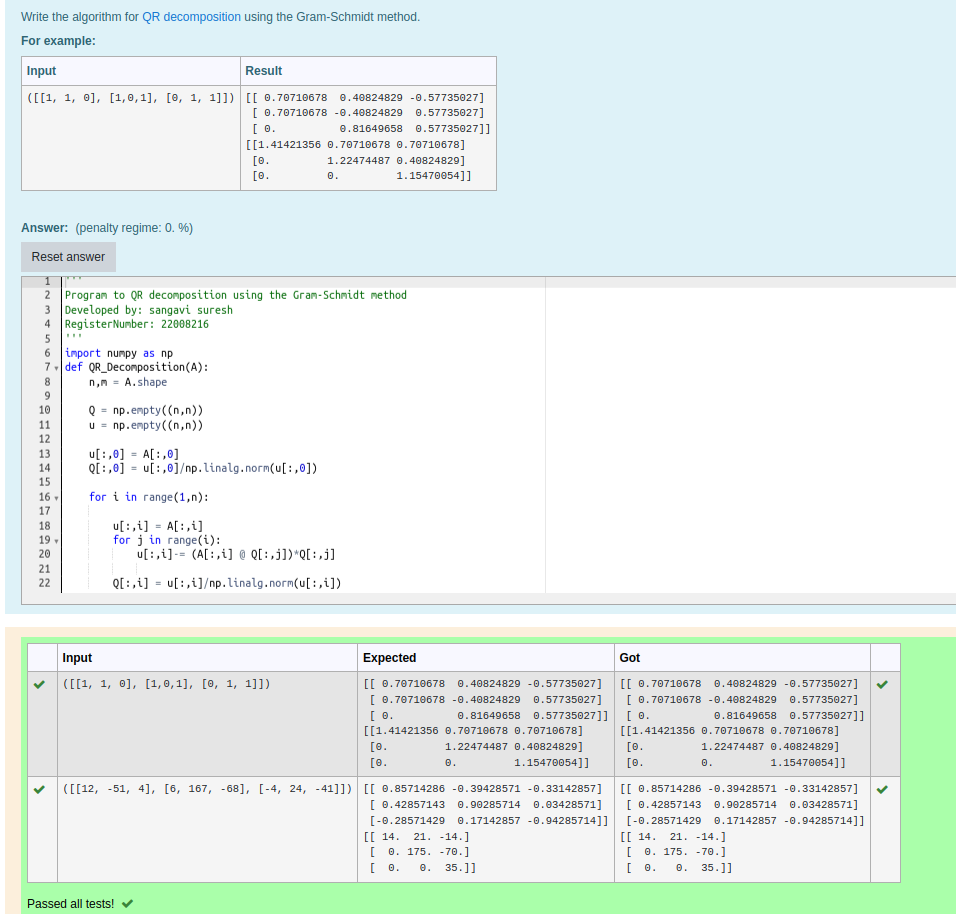 Write the algorithm for QR decomposition using the Gram-Schmidt method.
For example:
Input Result
([[1, 1, 0], [1,0,1], [0, 1, 1]]) [[ 0.70710678  0.40824829 -0.57735027]
[ 0.70710678 -0.40824829  0.57735027]
[ 0.          0.81649658  0.57735027]]
[[1.41421356 0.70710678 0.70710678]
[0.         1.22474487 0.40824829]
[0.         0.         1.15470054]]
Answer: (penalty regime: 0. %)
Reset answer
1 '''
2 Program to QR decomposition using the Gram-Schmidt method
3 Developed by: sangavi suresh
4 RegisterNumber: 22008216
5 '''
6 import numpy as np
7 def QR_Decomposition(A):
8     n,m = A.shape
9
10     Q = np.empty((n,n))
11     u = np.empty((n,n))
12
13     u[:,0] = A[:,0]
14     Q[:,0] = u[:,0]/np.linalg.norm(u[:,0])
15
16     for i in range(1,n):
17
18         u[:,i] = A[:,i]
19         for j in range(i):
20             u[:,i]-= (A[:,i] @ Q[:,j])*Q[:,j]
21
22         Q[:,i] = u[:,i]/np.linalg.norm(u[:,i])
Input Expected Got
([[1, 1, 0], [1,0,1], [0, 1, 1]]) [[ 0.70710678  0.40824829 -0.57735027] [[ 0.70710678  0.40824829 -0.57735027]
[ 0.70710678 -0.40824829  0.57735027] [ 0.70710678 -0.40824829  0.57735027]
[ 0.          0.81649658  0.57735027]] [ 0.          0.81649658  0.57735027]]
[[1.41421356 0.70710678 0.70710678] [[1.41421356 0.70710678 0.70710678]
[0.         1.22474487 0.40824829] [0.         1.22474487 0.40824829]
[0.         0.         1.15470054]] [0.         0.         1.15470054]]
([[12, -51, 4], [6, 167, -68], [-4, 24, -41]]) [[ 0.85714286 -0.39428571 -0.33142857] [[ 0.85714286 -0.39428571 -0.33142857]
[ 0.42857143  0.90285714  0.03428571] [ 0.42857143  0.90285714  0.03428571]
[-0.28571429  0.17142857 -0.94285714]] [-0.28571429  0.17142857 -0.94285714]]
[[ 14.  21. -14.] [[ 14.  21. -14.]
[  0. 175. -70.] [  0. 175. -70.]
[  0.   0.  35.]] [  0.   0.  35.]]
Passed all tests!